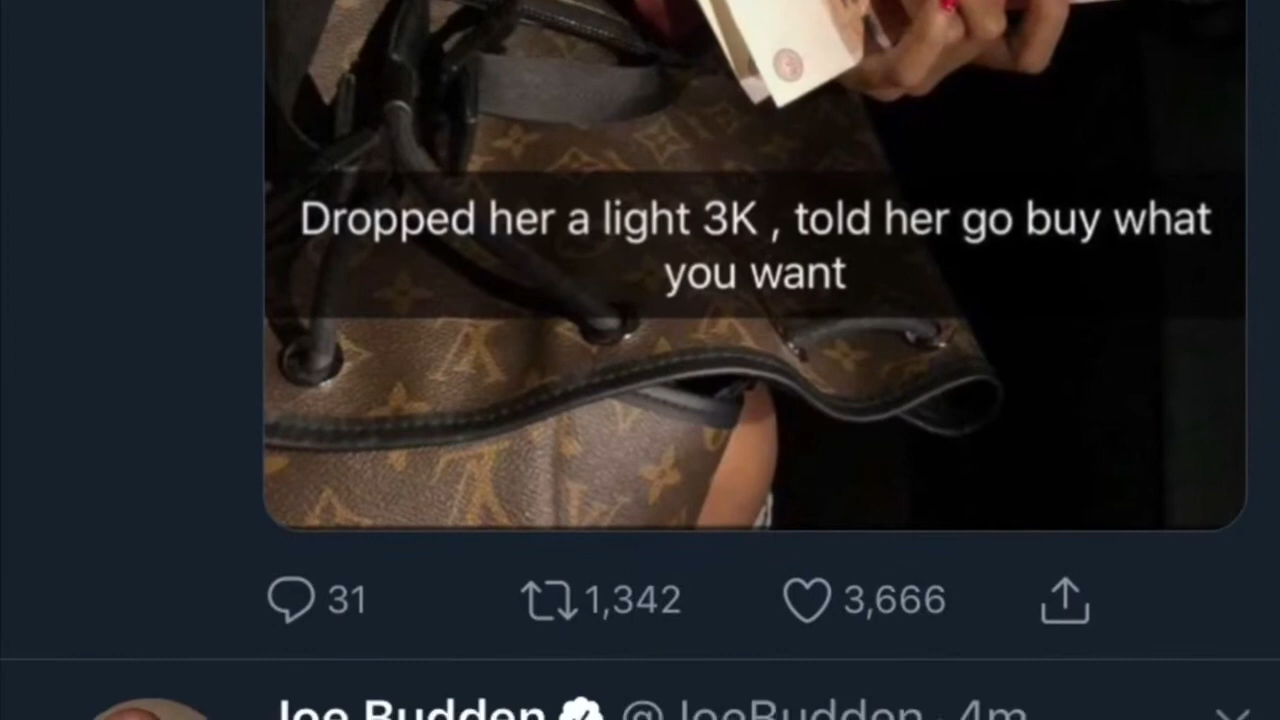 Dropped her a light 3K , told her go buy what
you want
31 1,342 3,666
Joe Budden @JoeBudden · 4m